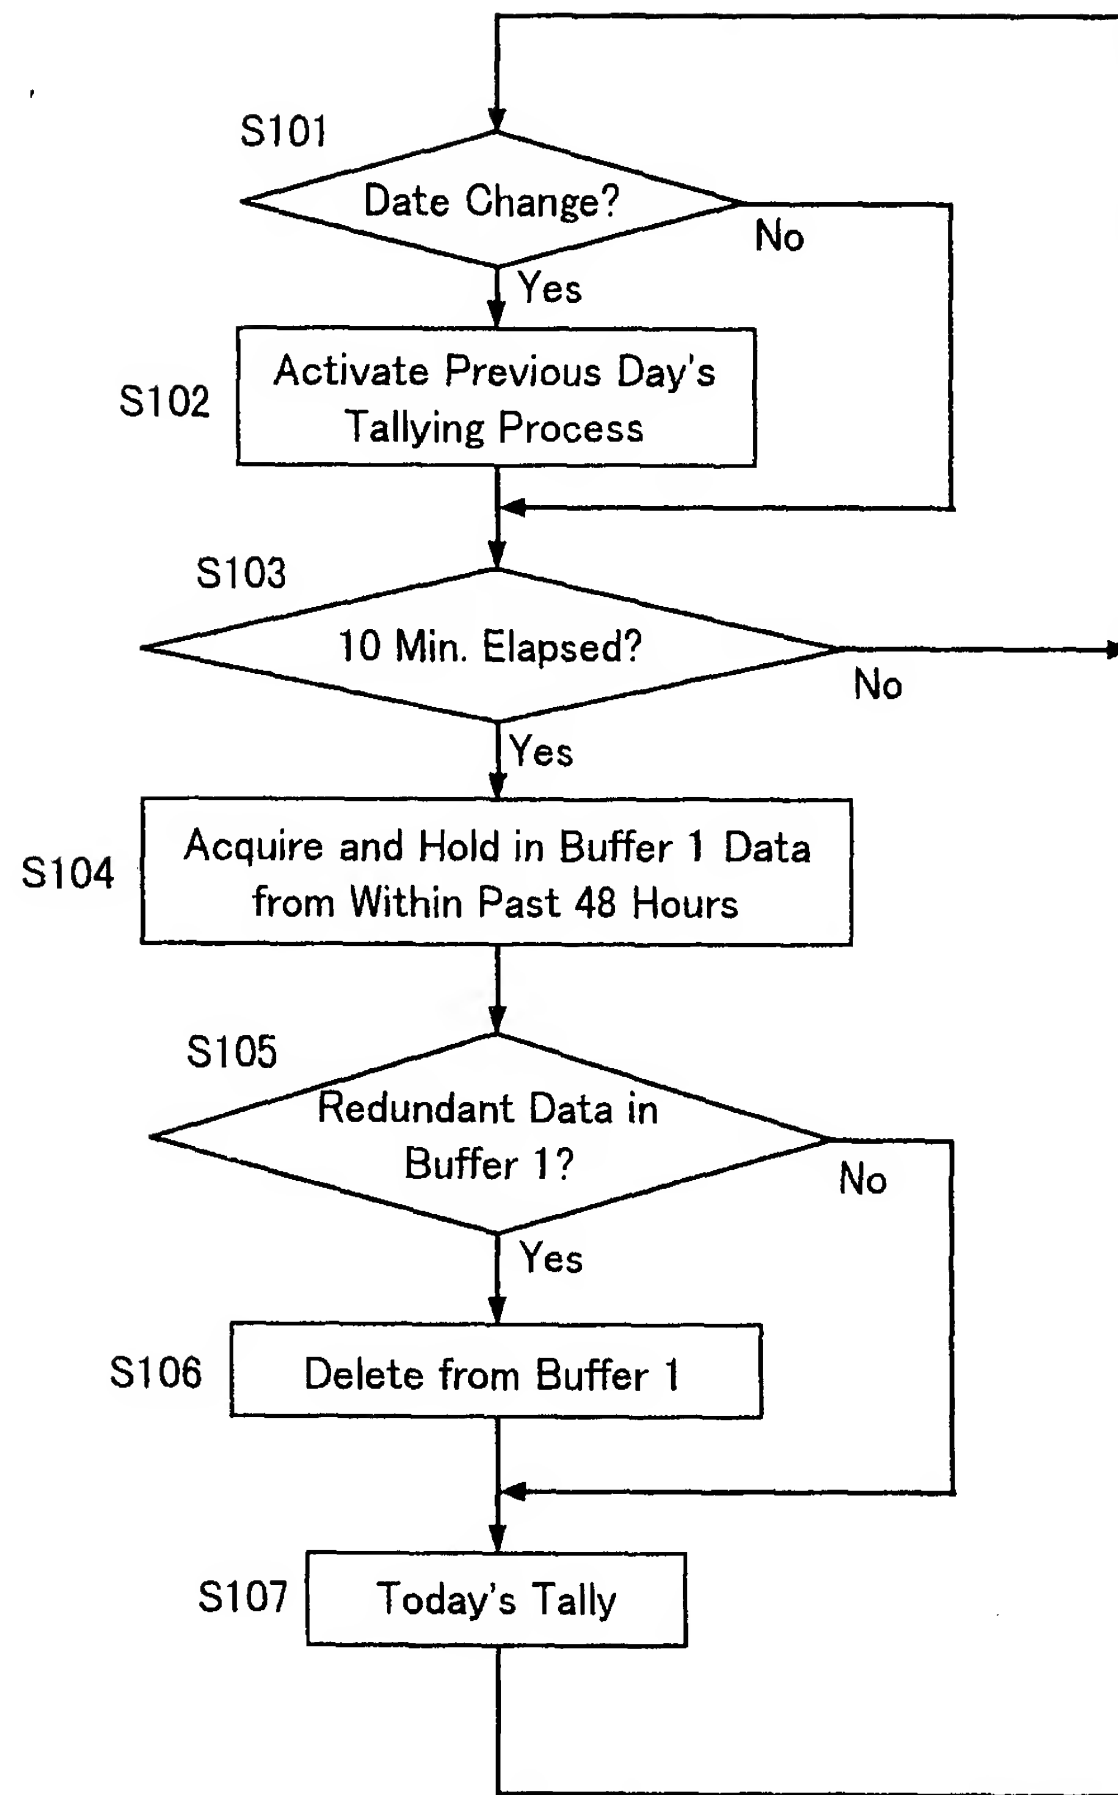 S101
Date Change?
No
Yes
S102
Activate Previous Day's
Tallying Process
S103
10 Min. Elapsed?
No
Yes
S104
Acquire and Hold in Buffer 1 Data
from Within Past 48 Hours
S105
Redundant Data in
Buffer 1?
No
Yes
S106
Delete from Buffer 1
S107
Today's Tally